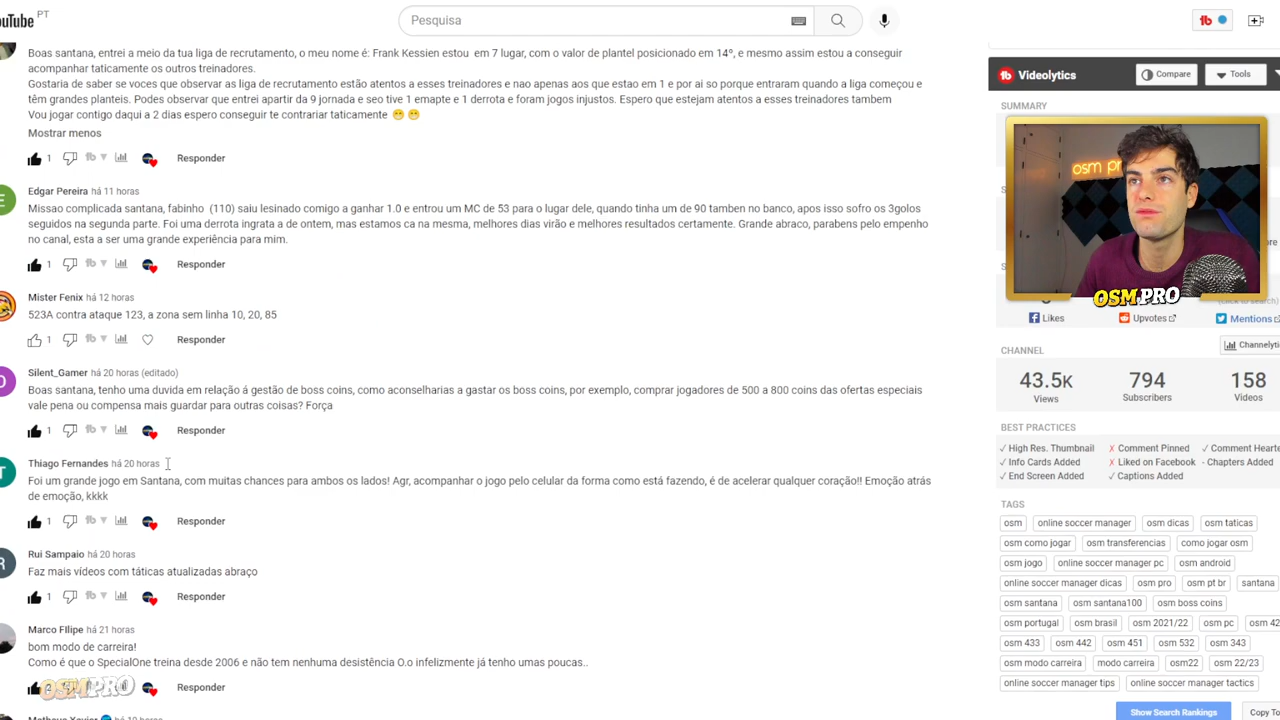 ouTube PT
Pesquisa
Boas santana, entrei a meio da tua liga de recrutamento, o meu nome é: Frank Kessien estou em 7 lugar, com o valor de plantel posicionado em 14º, e mesmo assim estou a conseguir
acompanhar taticamente os outros treinadores.
Gostaria de saber se voces que observar as liga de recrutamento estão atentos a esses treinadores e nao apenas aos que estao em 1 e por ai so porque entraram quando a liga começou e
têm grandes planteis. Podes observar que entrei apartir da 9 jornada e seo tive 1 emapte e 1 derrota e foram jogos injustos. Espero que estejam atentos a esses treinadores tambem
Vou jogar contigo daqui a 2 dias espero conseguir te contrariar taticamente 😁 😁
Mostrar menos
1 Responder
Edgar Pereira há 11 horas
Missao complicada santana, fabinho (110) saiu lesinado comigo a ganhar 1.0 e entrou um MC de 53 para o lugar dele, quando tinha um de 90 tamben no banco, apos isso sofro os 3golos
seguidos na segunda parte. Foi uma derrota ingrata a de ontem, mas estamos ca na mesma, melhores dias virão e melhores resultados certamente. Grande abraco, parabens pelo empenho
no canal, esta a ser uma grande experiência para mim.
1 Responder
Mister Fenix há 12 horas
523A contra ataque 123, a zona sem linha 10, 20, 85
1 Responder
Silent_Gamer há 20 horas (editado)
Boas santana, tenho uma duvida em relação á gestão de boss coins, como aconselharias a gastar os boss coins, por exemplo, comprar jogadores de 500 a 800 coins das ofertas especiais
vale pena ou compensa mais guardar para outras coisas? Força
1 Responder
Thiago Fernandes há 20 horas
Foi um grande jogo em Santana, com muitas chances para ambos os lados! Agr, acompanhar o jogo pelo celular da forma como está fazendo, é de acelerar qualquer coração!! Emoção atrás
de emoção, kkkk
1 Responder
Rui Sampaio há 20 horas
Faz mais vídeos com táticas atualizadas abraço
1 Responder
Marco FIlipe há 21 horas
bom modo de carreira!
Como é que o SpecialOne treina desde 2006 e não tem nenhuma desistência O.o infelizmente já tenho umas poucas..
Responder
OSMPRO
Matheus Xavier há 19 horas
Videolytics Compare Tools
SUMMARY
osm pr
OSM.PRO
Likes Upvotes Mentions
CHANNEL Channelyti
43.5K 794 158
Views Subscribers Videos
BEST PRACTICES
✓ High Res. Thumbnail ✗ Comment Pinned ✓ Comment Hearte
✓ Info Cards Added ✗ Liked on Facebook - Chapters Added
✓ End Screen Added ✓ Captions Added
TAGS
osm online soccer manager osm dicas osm taticas
osm como jogar osm transferencias como jogar osm
osm jogo online soccer manager pc osm android
online soccer manager dicas osm pro osm pt br santana
osm santana osm santana100 osm boss coins
osm portugal osm brasil osm 2021/22 osm pc osm 42
osm 433 osm 442 osm 451 osm 532 osm 343
osm modo carreira modo carreira osm22 osm 22/23
online soccer manager tips online soccer manager tactics
Show Search Rankings Copy To